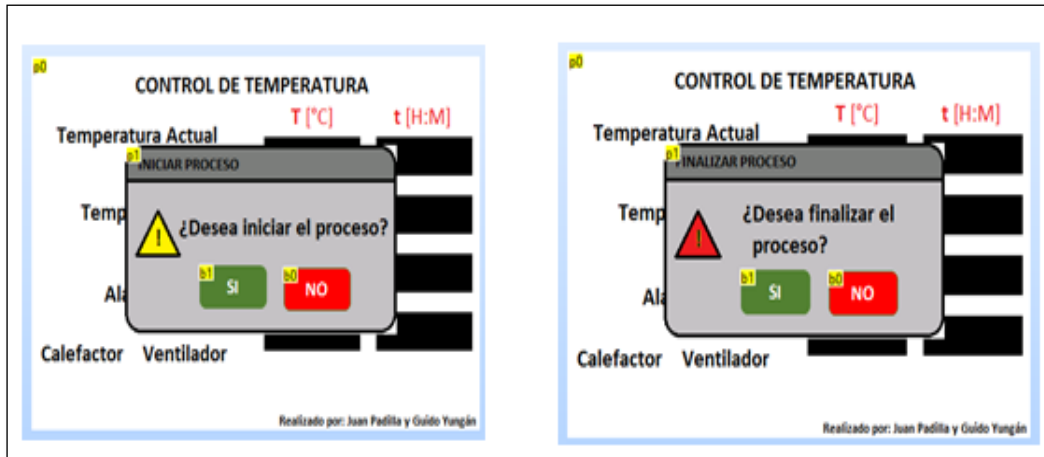 p0
CONTROL DE TEMPERATURA
T [°C] t [H:M]
Temperatura Actual
p1
INICIAR PROCESO
Temp
¿Desea iniciar el proceso?
!
b1 SI b0 NO
Calefactor Ventilador
Realizado por: Juan Padilla y Guido Yungán
p0
CONTROL DE TEMPERATURA
T [°C] t [H:M]
Temperatura Actual
p1
FINALIZAR PROCESO
Temp
¿Desea finalizar el
proceso?
!
b1 SI b0 NO
Calefactor Ventilador
Realizado por: Juan Padilla y Guido Yungán